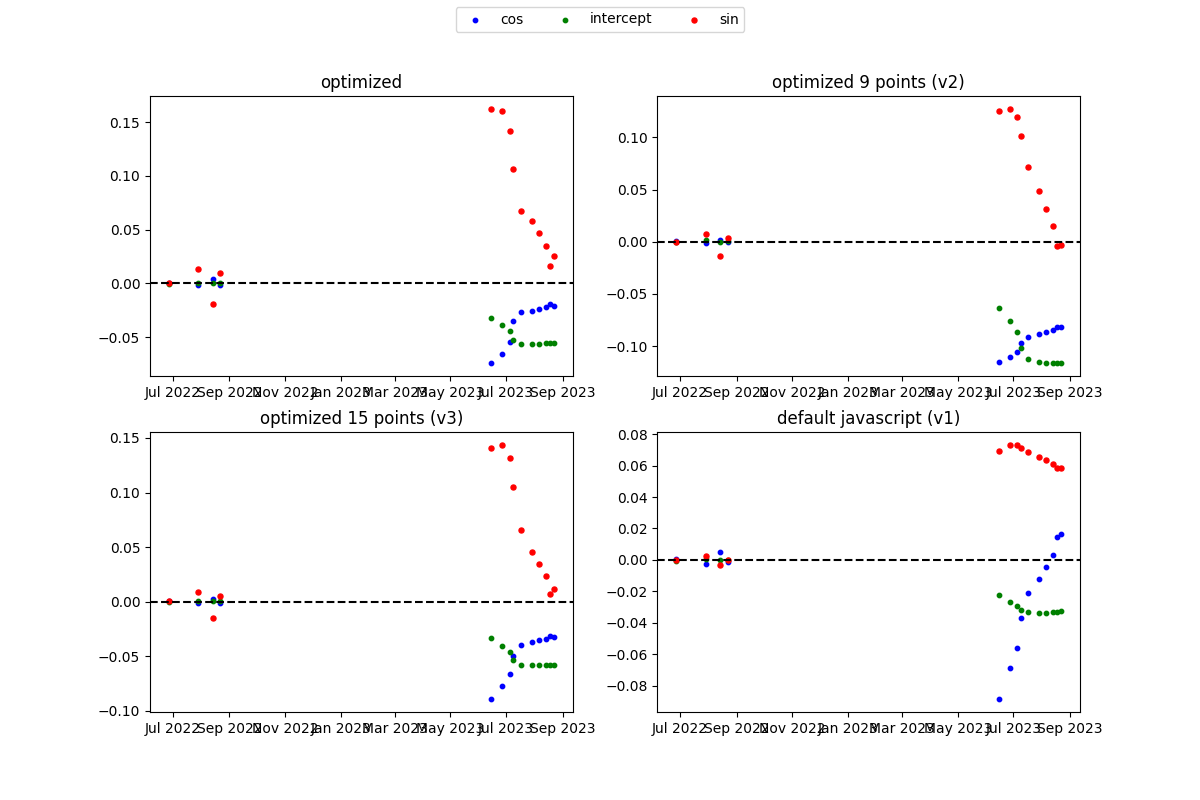 cos intercept sin
optimized
0.15
0.10
0.05
0.00
−0.05
Jul 2022 Sep 2022 Nov 2022 Jan 2023 Mar 2023 May 2023 Jul 2023 Sep 2023
optimized 9 points (v2)
0.10
0.05
0.00
−0.05
−0.10
Jul 2022 Sep 2022 Nov 2022 Jan 2023 Mar 2023 May 2023 Jul 2023 Sep 2023
optimized 15 points (v3)
0.15
0.10
0.05
0.00
−0.05
−0.10
Jul 2022 Sep 2022 Nov 2022 Jan 2023 Mar 2023 May 2023 Jul 2023 Sep 2023
default javascript (v1)
0.08
0.06
0.04
0.02
0.00
−0.02
−0.04
−0.06
−0.08
Jul 2022 Sep 2022 Nov 2022 Jan 2023 Mar 2023 May 2023 Jul 2023 Sep 2023